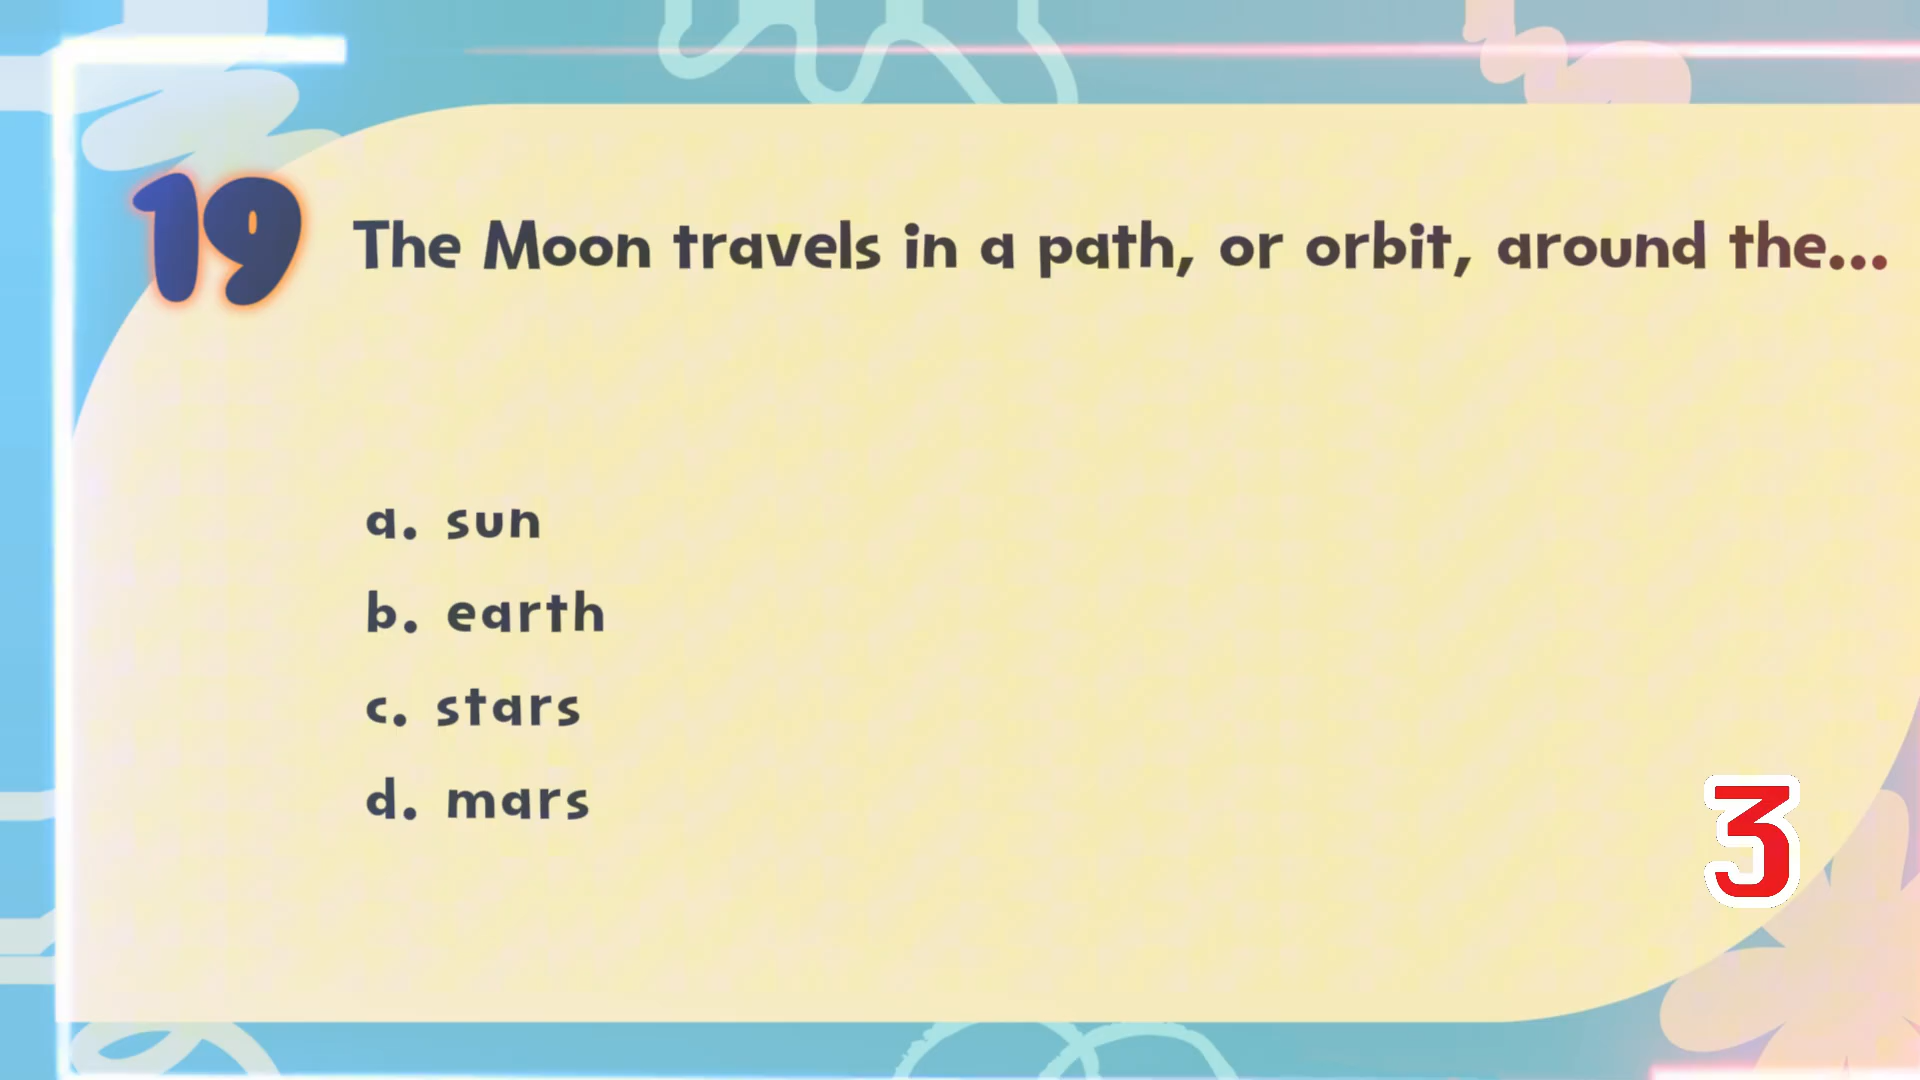 19 The Moon travels in a path, or orbit, around the...
a. sun
b. earth
c. stars
d. mars
3